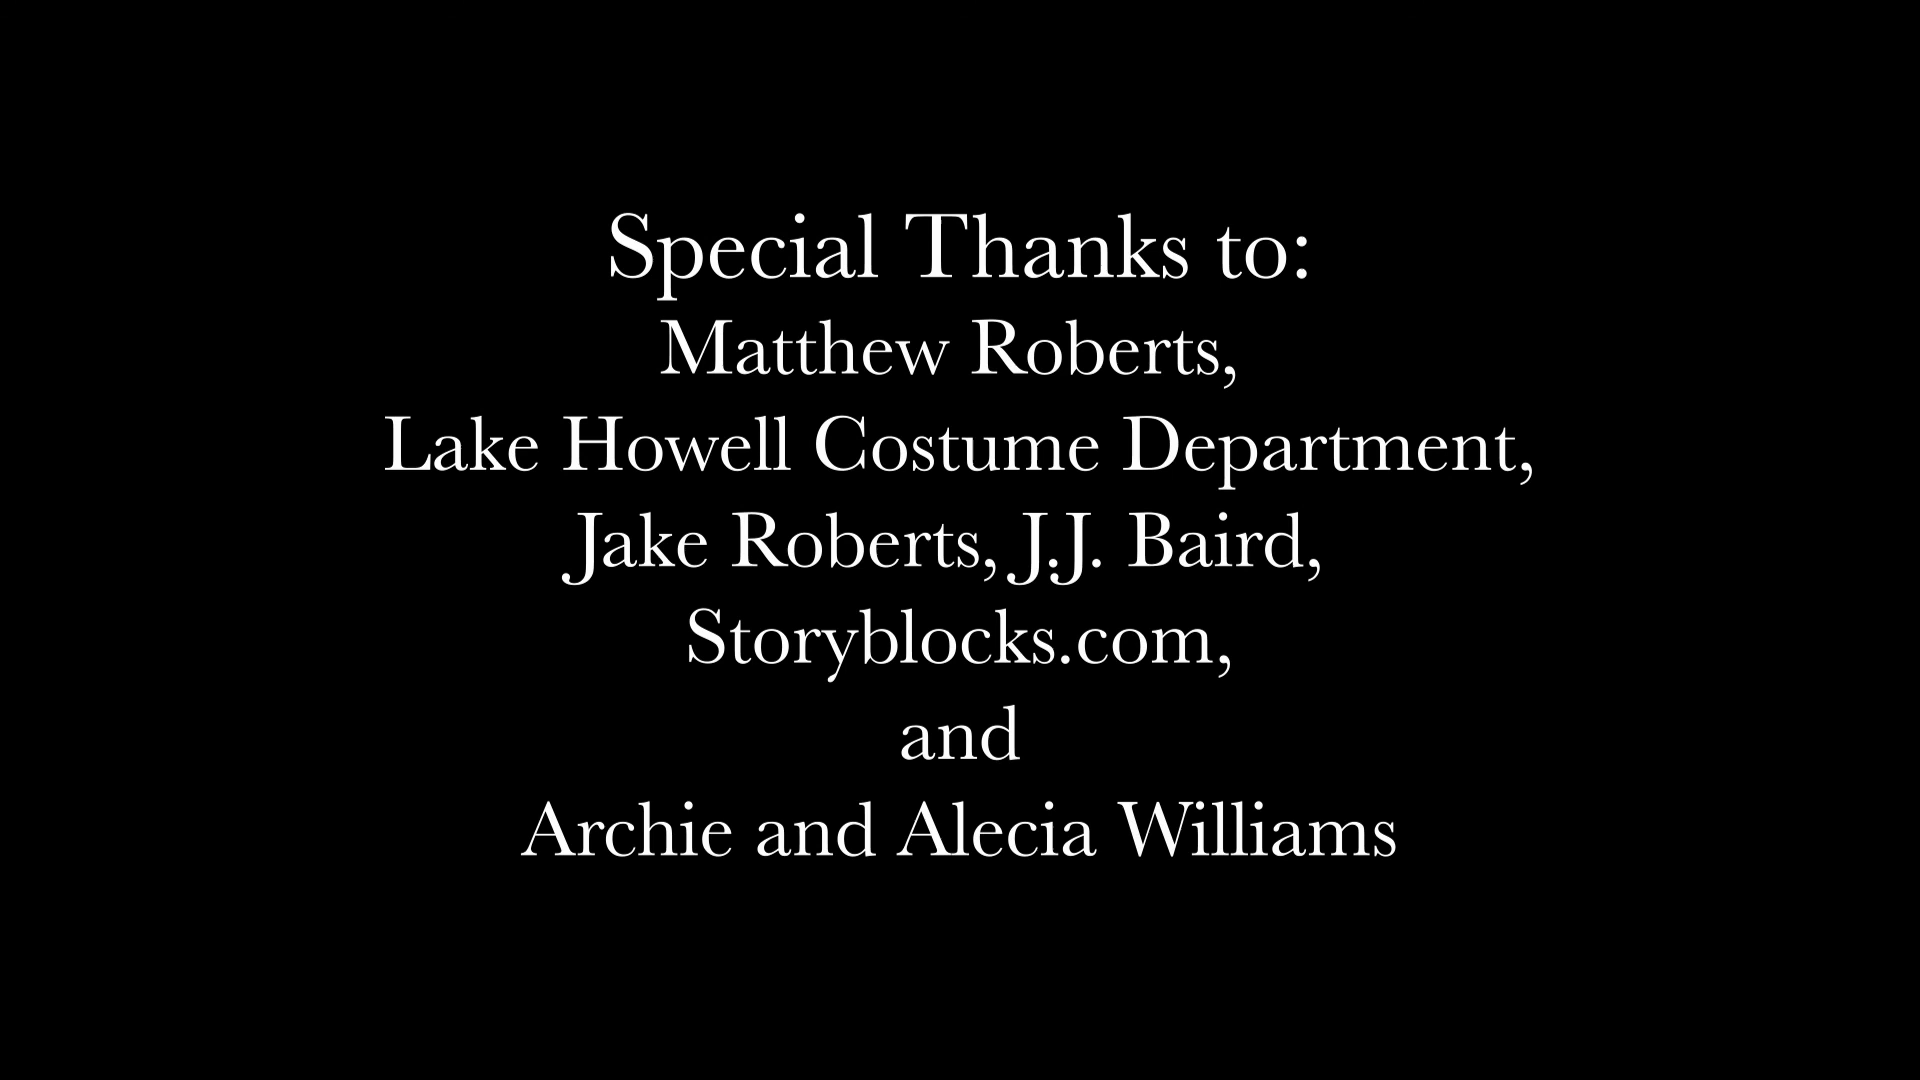 Special Thanks to:
Matthew Roberts,
Lake Howell Costume Department,
Jake Roberts, J.J. Baird,
Storyblocks.com,
and
Archie and Alecia Williams